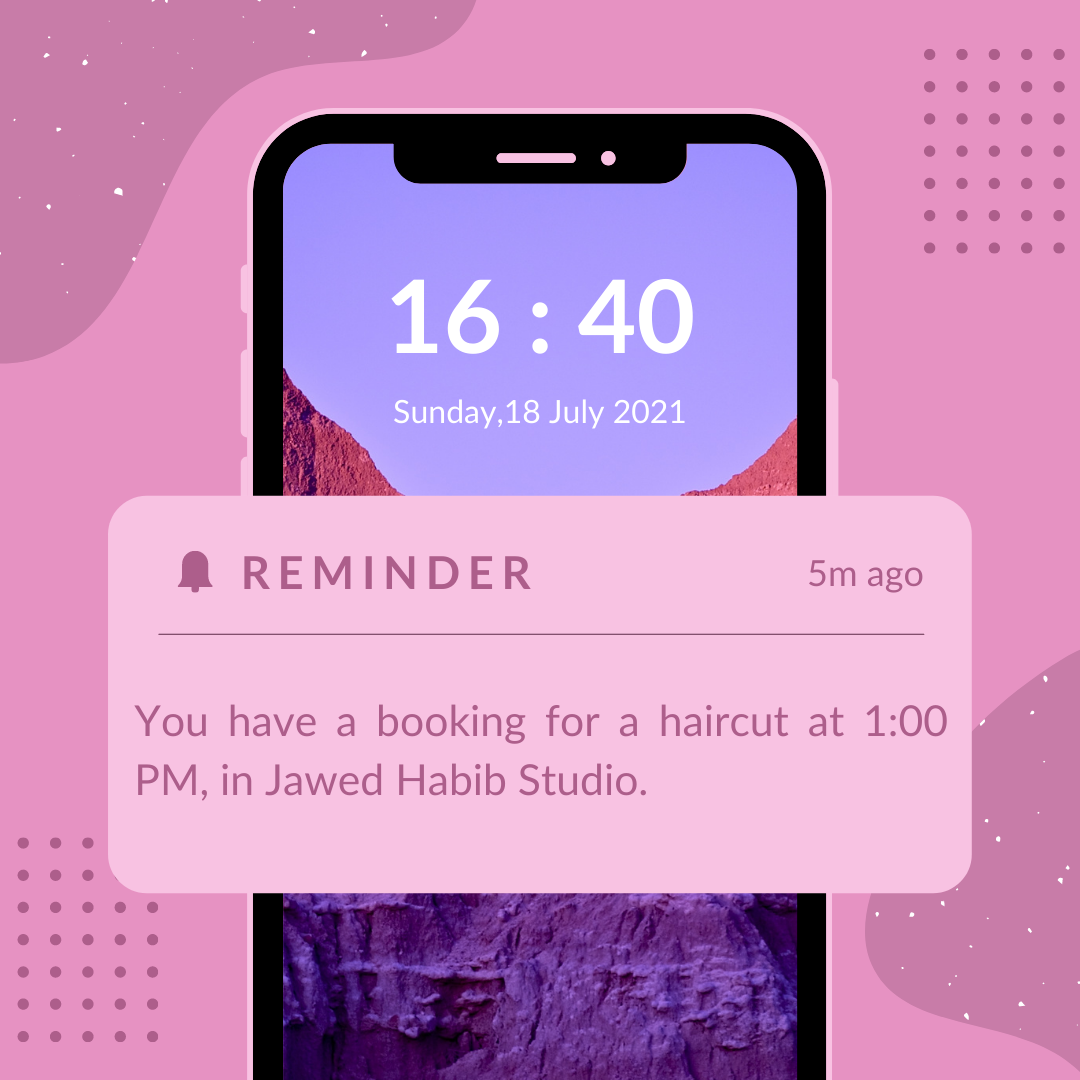 16 : 40
Sunday,18 July 2021
REMINDER 5m ago
You have a booking for a haircut at 1:00
PM, in Jawed Habib Studio.